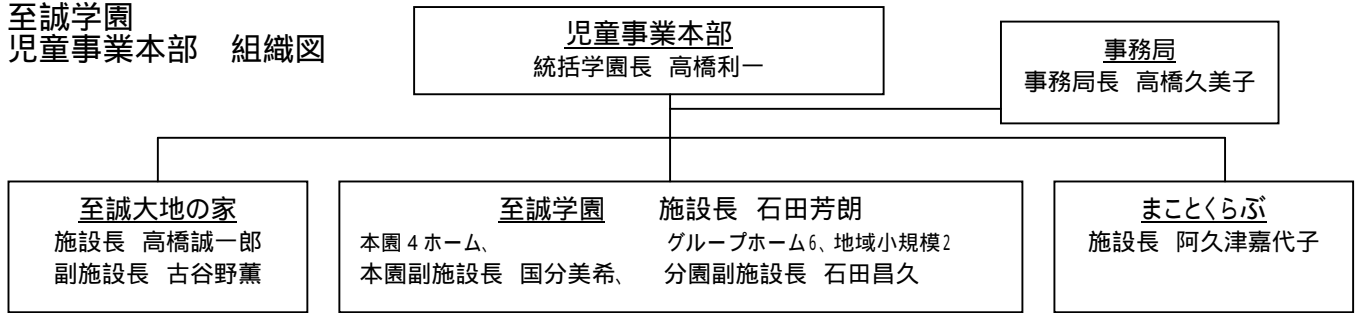 至誠学園
児童事業本部　組織図
児童事業本部
統括学園長 高橋利一
事務局
事務局長 高橋久美子
至誠大地の家
施設長 高橋誠一郎
副施設長 古谷野薫
至誠学園　施設長 石田芳朗
本園4ホーム、　グループホーム6、地域小規模2
本園副施設長 国分美希、　分園副施設長 石田昌久
まことくらぶ
施設長 阿久津嘉代子